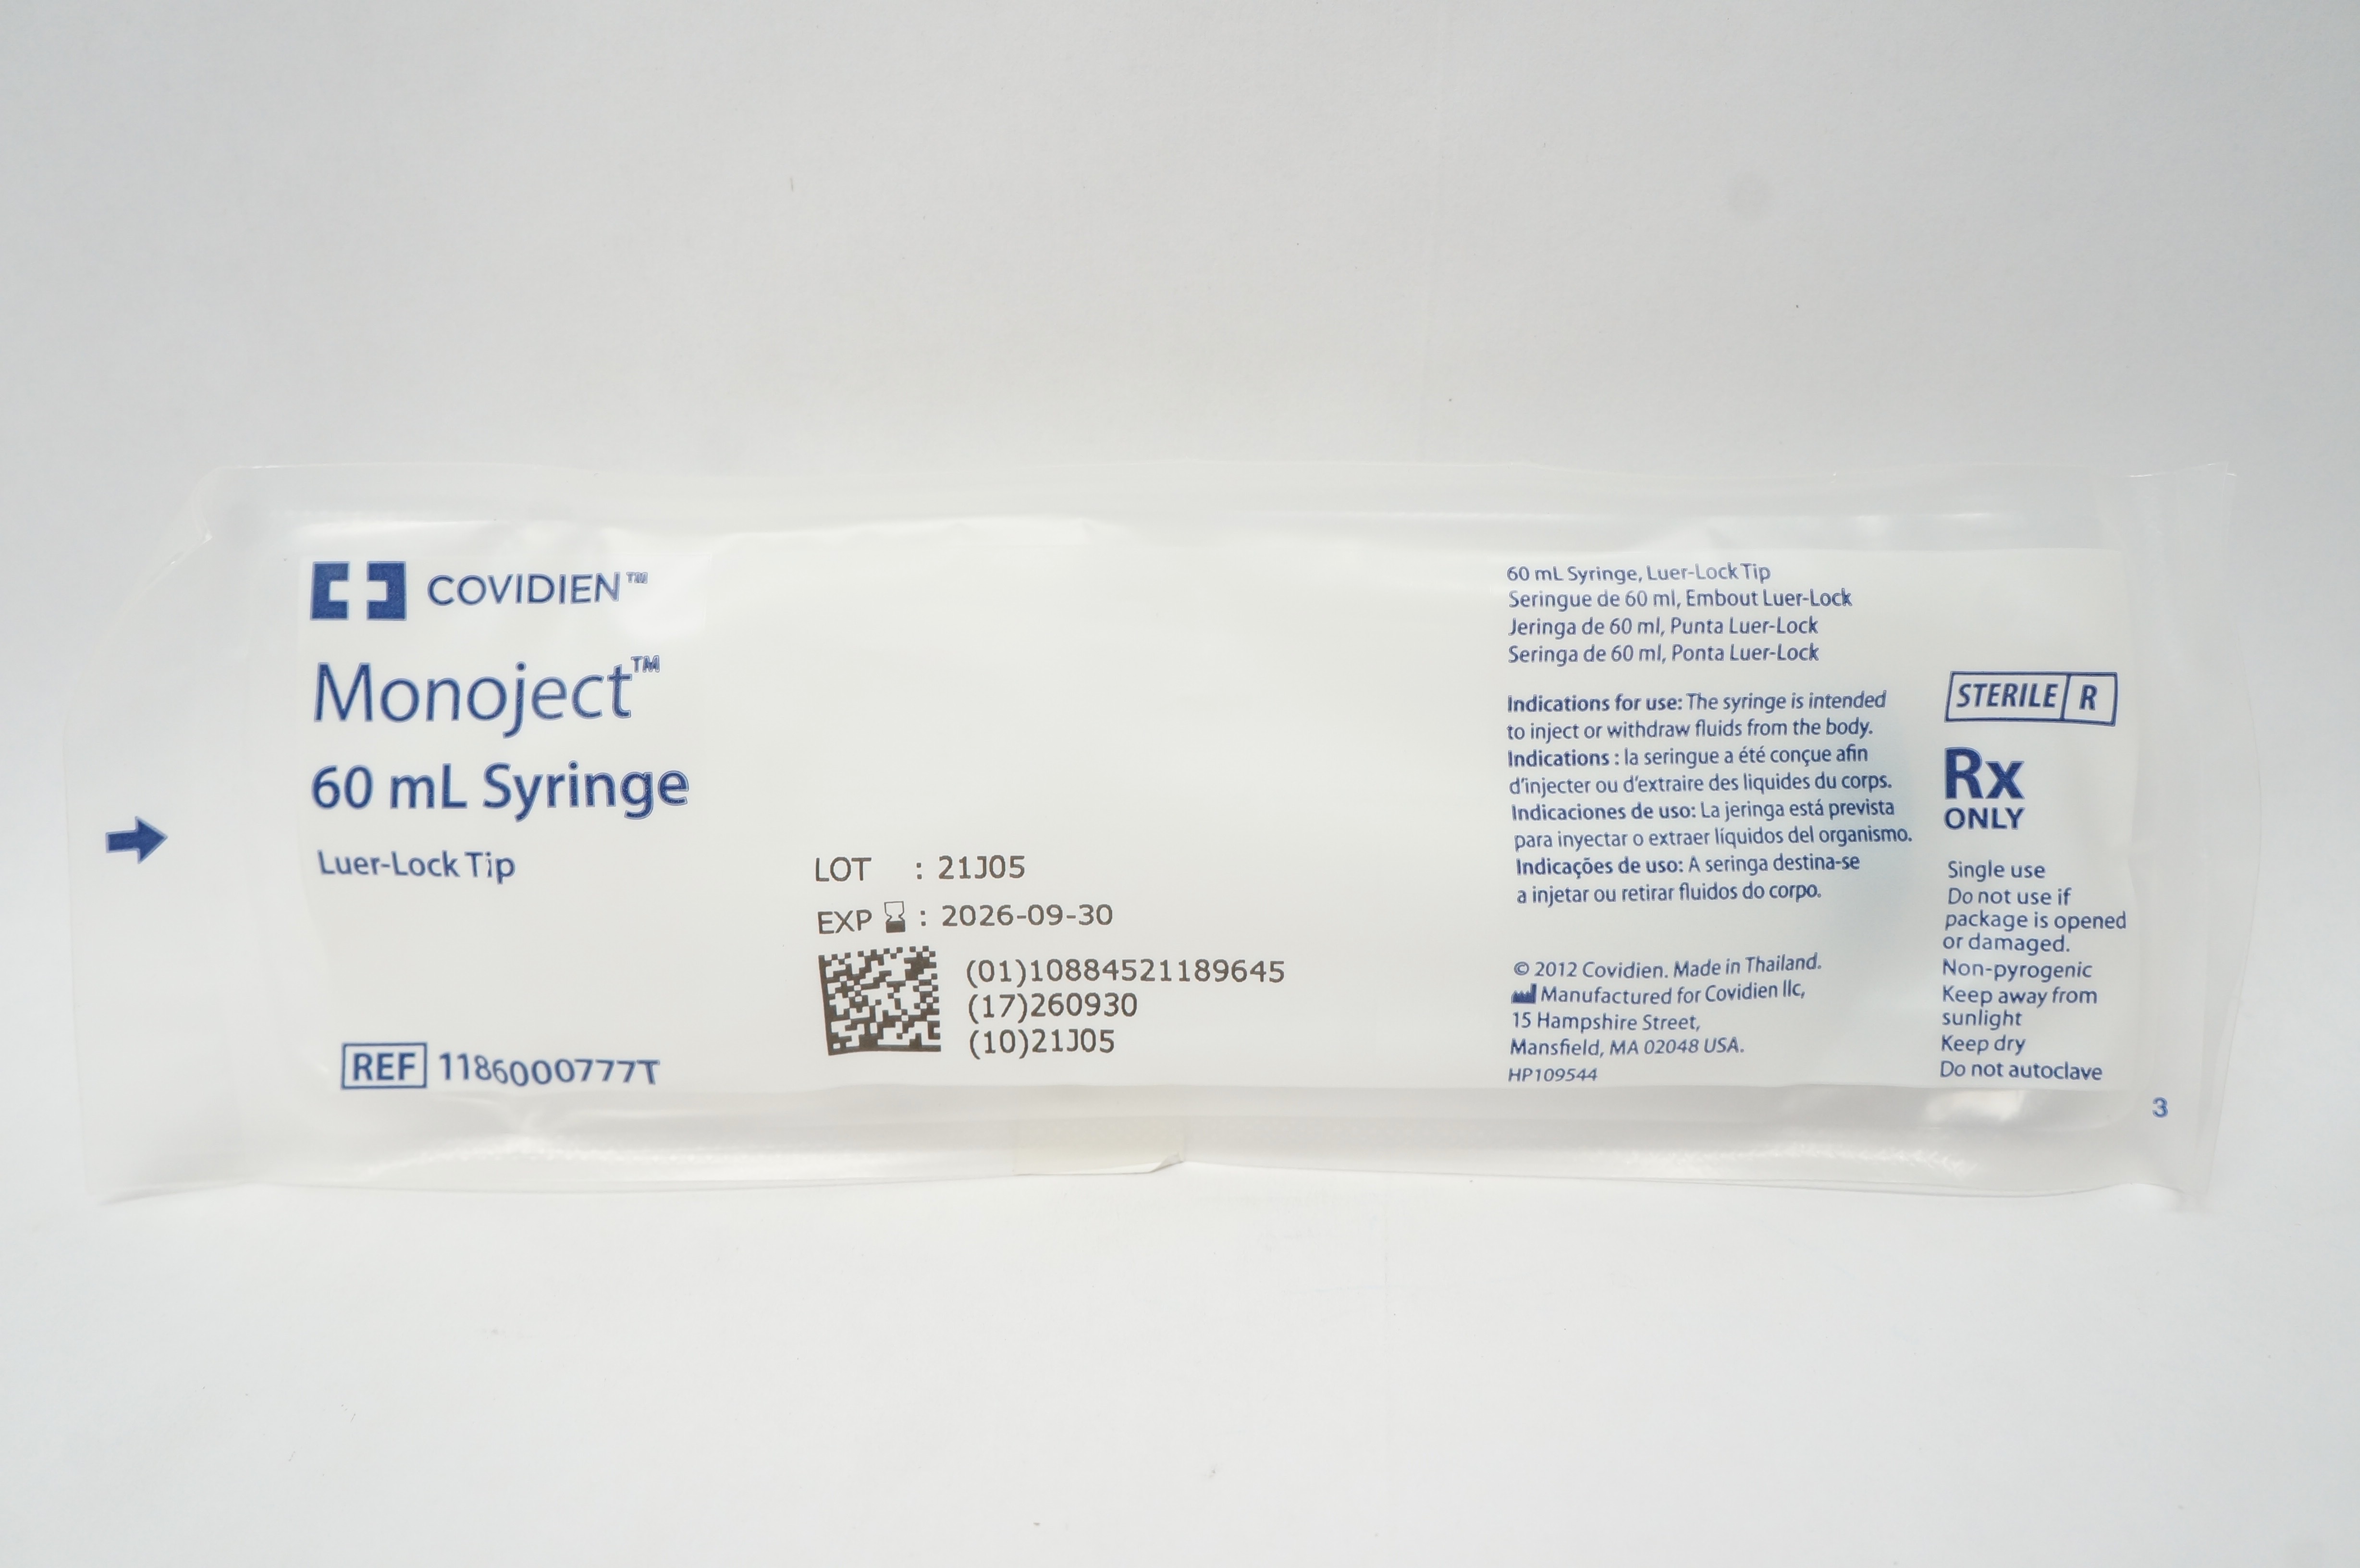 COVIDIEN™
Monoject™
60 mL Syringe
Luer-Lock Tip
REF 1186000777T
LOT : 21J05
EXP : 2026-09-30
(01)10884521189645
(17)260930
(10)21J05
60 mL Syringe, Luer-Lock Tip
Seringue de 60 ml, Embout Luer-Lock
Jeringa de 60 ml, Punta Luer-Lock
Seringa de 60 ml, Ponta Luer-Lock
Indications for use: The syringe is intended
to inject or withdraw fluids from the body.
Indications : la seringue a été conçue afin
d'injecter ou d'extraire des liquides du corps.
Indicaciones de uso: La jeringa está prevista
para inyectar o extraer líquidos del organismo.
Indicações de uso: A seringa destina-se
a injetar ou retirar fluidos do corpo.
© 2012 Covidien. Made in Thailand.
Manufactured for Covidien llc,
15 Hampshire Street,
Mansfield, MA 02048 USA.
HP109544
STERILE R
Rx
ONLY
Single use
Do not use if
package is opened
or damaged.
Non-pyrogenic
Keep away from
sunlight
Keep dry
Do not autoclave
3